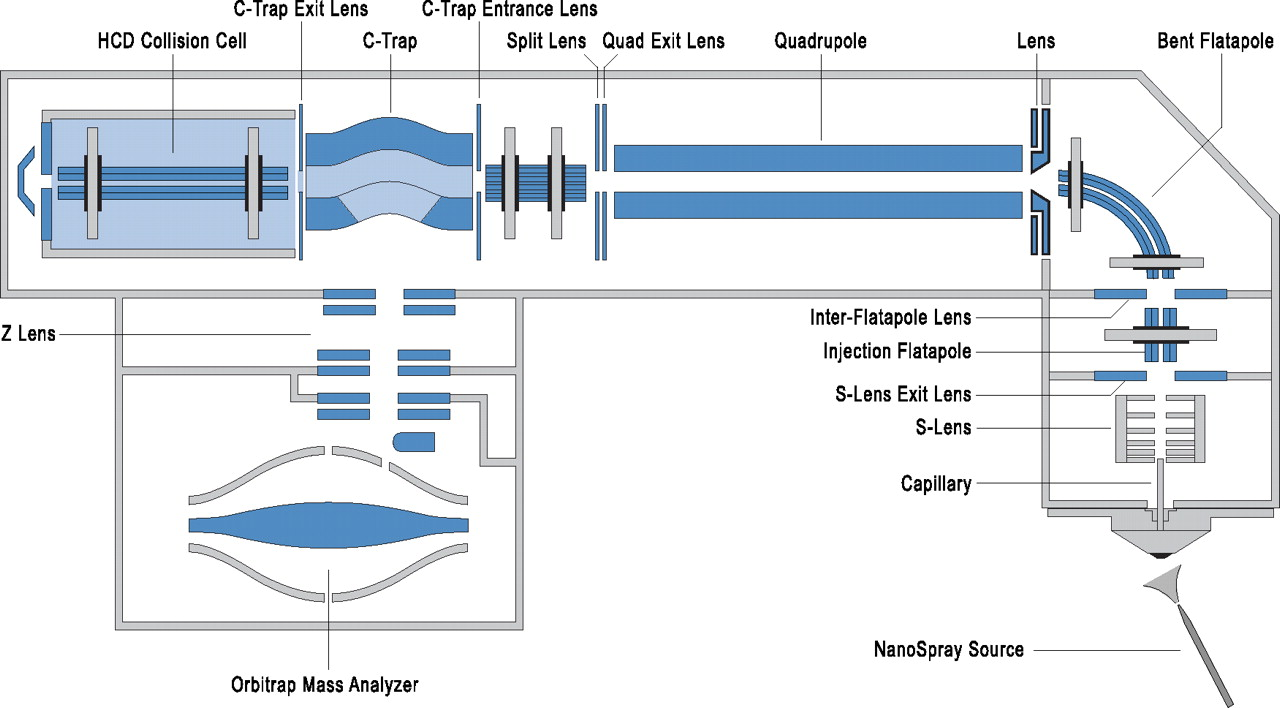 C-Trap Exit Lens
C-Trap Entrance Lens
HCD Collision Cell
C-Trap
Split Lens
Quad Exit Lens
Quadrupole
Lens
Bent Flatapole
Inter-Flatapole Lens
Z Lens
Injection Flatapole
S-Lens Exit Lens
S-Lens
Capillary
NanoSpray Source
Orbitrap Mass Analyzer